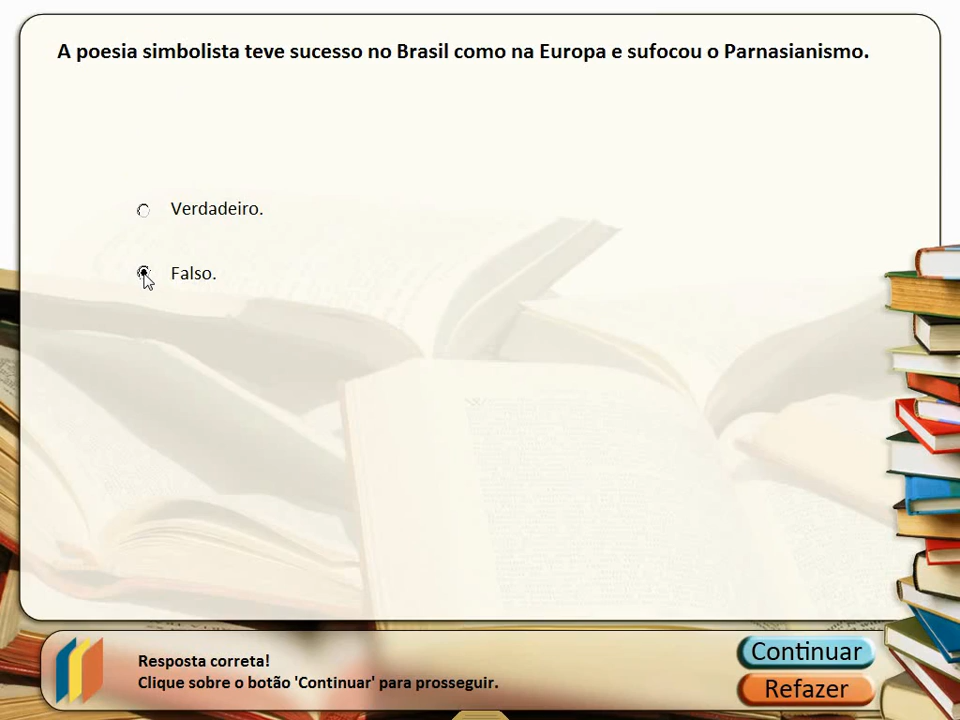 A poesia simbolista teve sucesso no Brasil como na Europa e sufocou o Parnasianismo.
Verdadeiro.
Falso.
Resposta correta!
Clique sobre o botão 'Continuar' para prosseguir.
Continuar
Refazer